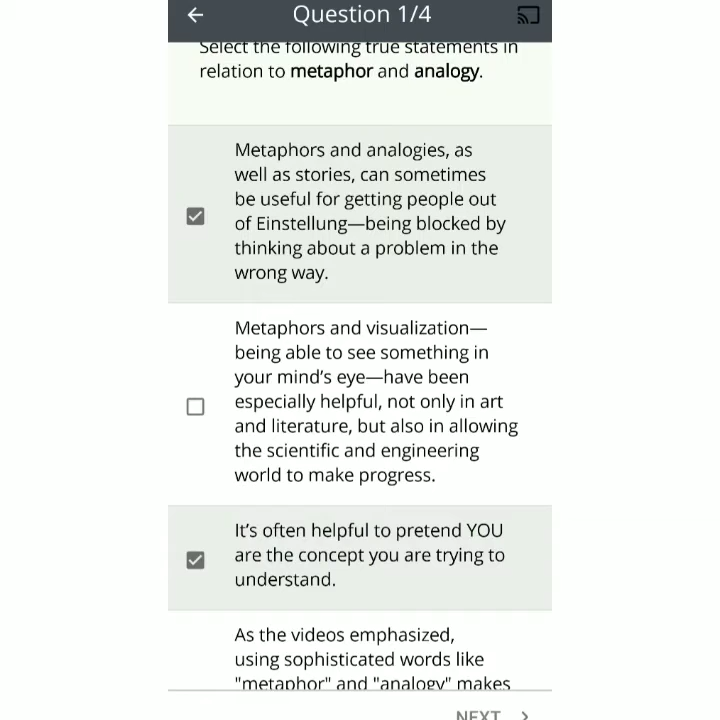 Question 1/4
Select the following true statements in
relation to metaphor and analogy.
Metaphors and analogies, as
well as stories, can sometimes
be useful for getting people out
of Einstellung—being blocked by
thinking about a problem in the
wrong way.
Metaphors and visualization—
being able to see something in
your mind’s eye—have been
especially helpful, not only in art
and literature, but also in allowing
the scientific and engineering
world to make progress.
It’s often helpful to pretend YOU
are the concept you are trying to
understand.
As the videos emphasized,
using sophisticated words like
"metaphor" and "analogy" makes
NEXT